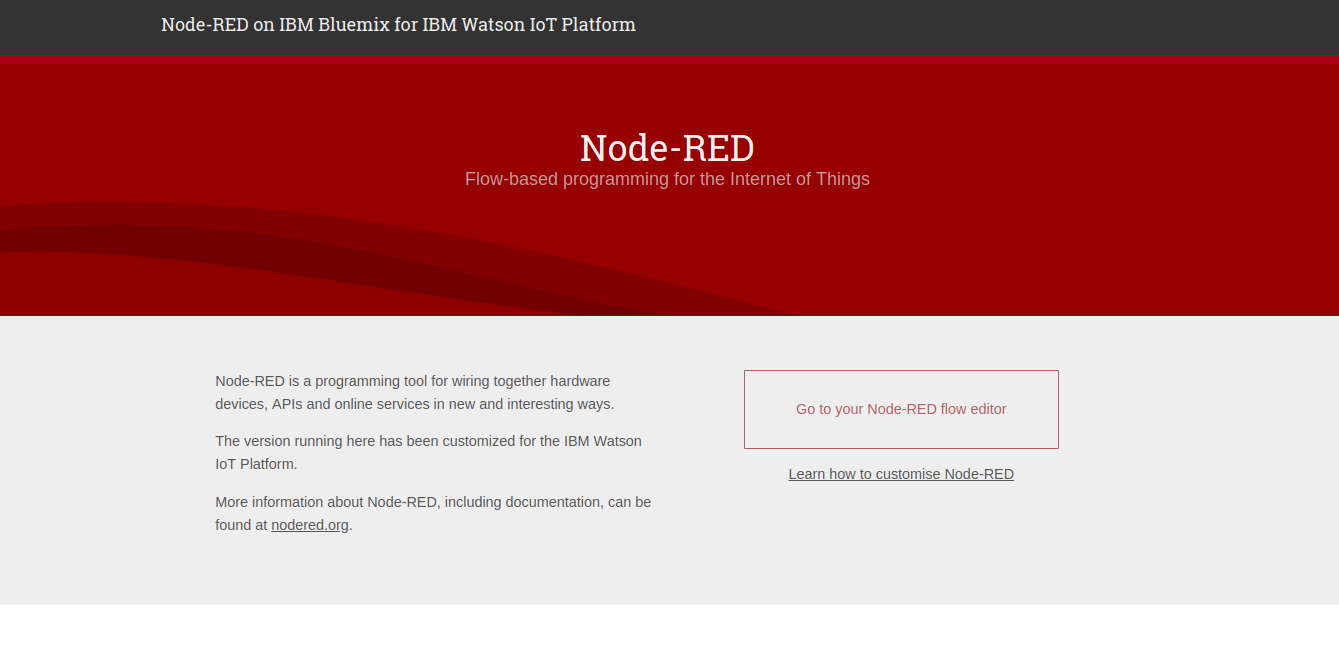 Node-RED on IBM Bluemix for IBM Watson IoT Platform
Node-RED
Flow-based programming for the Internet of Things
Node-RED is a programming tool for wiring together hardware
devices, APIs and online services in new and interesting ways.
The version running here has been customized for the IBM Watson
IoT Platform.
More information about Node-RED, including documentation, can be
found at nodered.org.
Go to your Node-RED flow editor
Learn how to customise Node-RED